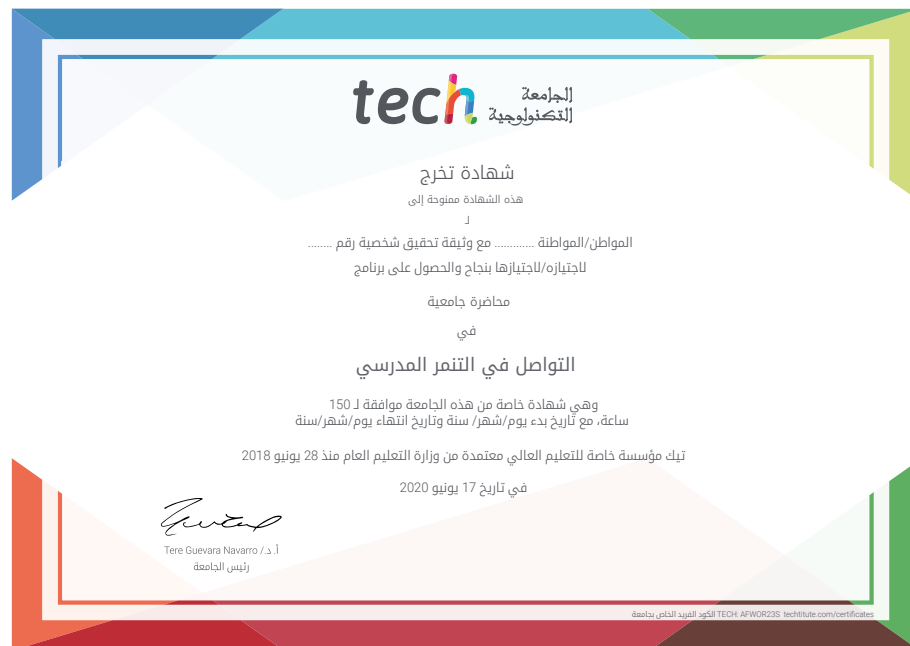 tech الجامعة
التكنولوجية
شهادة تخرج
هذه الشهادة ممنوحة إلى
لـ
المواطن/المواطنة ............ مع وثيقة تحقيق شخصية رقم ........
لاجتيازه/لاجتيازها بنجاح والحصول على برنامج
محاضرة جامعية
في
التواصل في التنمر المدرسي
وهي شهادة خاصة من هذه الجامعة موافقة لـ 150
ساعة، مع تاريخ بدء يوم/شهر/ سنة وتاريخ انتهاء يوم/شهر/سنة
تيك مؤسسة خاصة للتعليم العالي معتمدة من وزارة التعليم العام منذ 28 يونيو 2018
في تاريخ 17 يونيو 2020
أ. د./ Tere Guevara Navarro
رئيس الجامعة
الكود الفريد الخاص بجامعة TECH: AFWOR23S techtitute.com/certificates